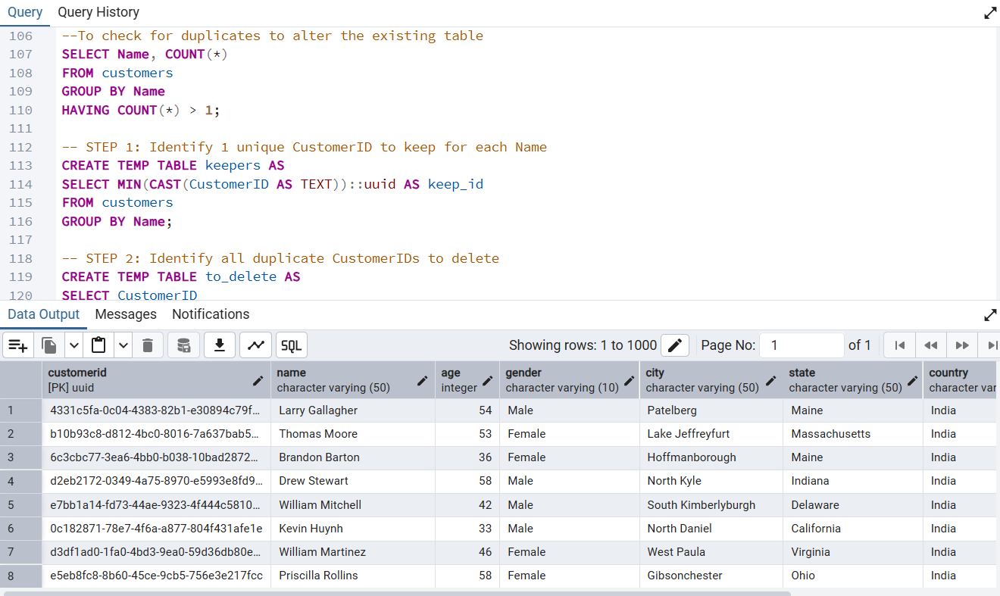 Query Query History
106 --To check for duplicates to alter the existing table
107 SELECT Name, COUNT(*)
108 FROM customers
109 GROUP BY Name
110 HAVING COUNT(*) > 1;
111
112 -- STEP 1: Identify 1 unique CustomerID to keep for each Name
113 CREATE TEMP TABLE keepers AS
114 SELECT MIN(CAST(CustomerID AS TEXT))::uuid AS keep_id
115 FROM customers
116 GROUP BY Name;
117
118 -- STEP 2: Identify all duplicate CustomerIDs to delete
119 CREATE TEMP TABLE to_delete AS
120 SELECT CustomerID
Data Output Messages Notifications
SQL Showing rows: 1 to 1000 Page No: 1 of 1
customerid name age gender city state country
[PK] uuid character varying (50) integer character varying (10) character varying (50) character varying (50) character var
1 4331c5fa-0c04-4383-82b1-e30894c79f... Larry Gallagher 54 Male Patelberg Maine India
2 b10b93c8-d812-4bc0-8016-7a637bab5... Thomas Moore 53 Female Lake Jeffreyfurt Massachusetts India
3 6c3cbc77-3ea6-4bb0-b038-10bad2872... Brandon Barton 36 Female Hoffmanborough Maine India
4 d2eb2172-0349-4a75-8970-e5993e8fd9... Drew Stewart 58 Male North Kyle Indiana India
5 e7bb1a14-fd73-44ae-9323-4f444c5810... William Mitchell 42 Male South Kimberlyburgh Delaware India
6 0c182871-78e7-4f6a-a877-804f431afe1e Kevin Huynh 33 Male North Daniel California India
7 d3df1ad0-1fa0-4bd3-9ea0-59d36db80e... William Martinez 46 Female West Paula Virginia India
8 e5eb8fc8-8b60-45ce-9cb5-756e3e217fcc Priscilla Rollins 58 Female Gibsonchester Ohio India